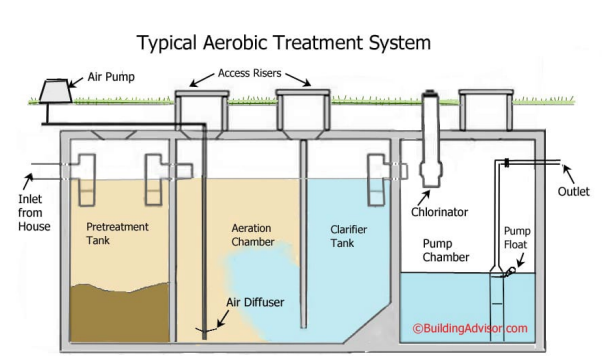 Typical Aerobic Treatment System
Air Pump
Access Risers
Inlet
from
House
Pretreatment
Tank
Aeration
Chamber
Clarifier
Tank
Chlorinator
Outlet
Pump
Chamber
Pump
Float
Air Diffuser
©BuildingAdvisor.com